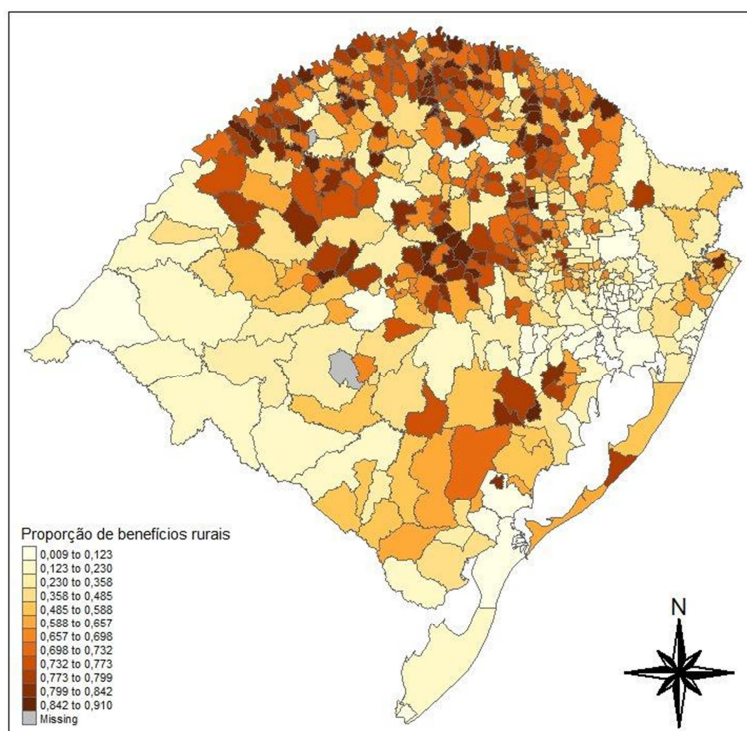 Proporção de benefícios rurais
0,009 to 0,123
0,123 to 0,230
0,230 to 0,358
0,358 to 0,485
0,485 to 0,588
0,588 to 0,657
0,657 to 0,698
0,698 to 0,732
0,732 to 0,773
0,773 to 0,799
0,799 to 0,842
0,842 to 0,910
Missing
N